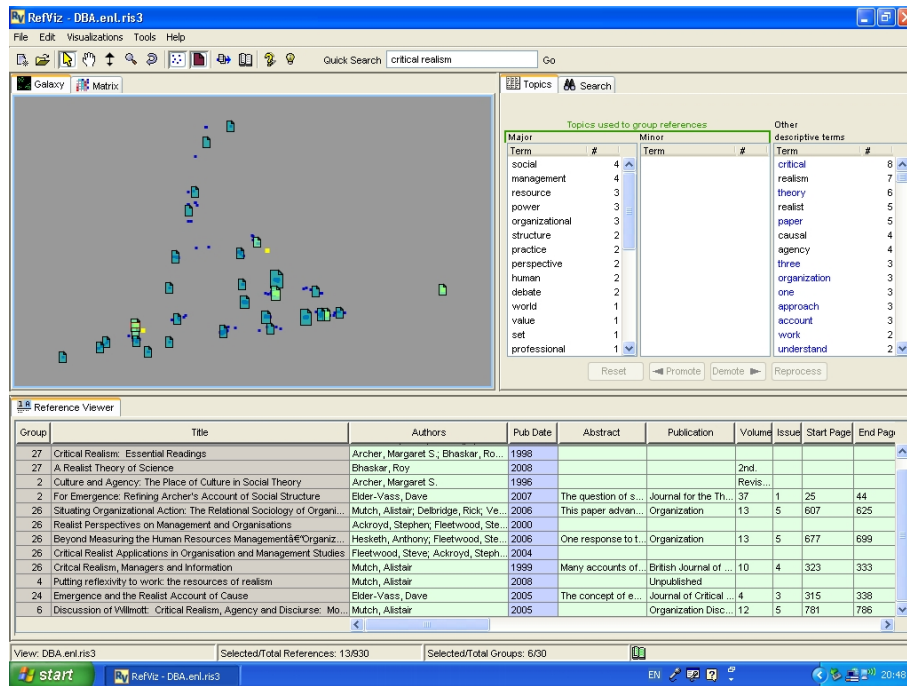 RefViz - DBA.enl.ris3
File Edit Visualizations Tools Help
Quick Search critical realism Go
Galaxy Matrix
Topics Search
Topics used to group references Other
Major Minor descriptive terms
Term # Term # Term #
social 4 critical 8
management 4 realism 7
resource 3 theory 6
power 3 realist 5
organizational 3 paper 5
structure 2 causal 4
practice 2 agency 4
perspective 2 three 3
human 2 organization 3
debate 2 one 3
world 1 approach 3
value 1 account 3
set 1 work 2
professional 1 understand 2
Reset Promote Demote Reprocess
Reference Viewer
Group Title Authors Pub Date Abstract Publication Volume Issue Start Page End Pag
27 Critical Realism: Essential Readings Archer, Margaret S.; Bhaskar, Ro... 1998
27 A Realist Theory of Science Bhaskar, Roy 2008 2nd.
2 Culture and Agency: The Place of Culture in Social Theory Archer, Margaret S. 1996 Revis...
2 For Emergence: Refining Archer's Account of Social Structure Elder-Vass, Dave 2007 The question of s... Journal for the Th... 37 1 25 44
26 Situating Organizational Action: The Relational Sociology of Organi... Mutch, Alistair; Delbridge, Rick; Ve... 2006 This paper advan... Organization 13 5 607 625
26 Realist Perspectives on Management and Organisations Ackroyd, Stephen; Fleetwood, Ste... 2000
26 Beyond Measuring the Human Resources Managementâ€“Organiz... Hesketh, Anthony; Fleetwood, Ste... 2006 One response to t... Organization 13 5 677 699
26 Critical Realist Applications in Organisation and Management Studies Fleetwood, Steve; Ackroyd, Steph... 2004
26 Critcal Realism, Managers and Information Mutch, Alistair 1999 Many accounts of... British Journal of ... 10 4 323 333
4 Putting reflexivity to work: the resources of realism Mutch, Alistair 2008 Unpublished
24 Emergence and the Realist Account of Cause Elder-Vass, Dave 2005 The concept of e... Journal of Critical ... 4 3 315 338
6 Discussion of Willmott: Critical Realism, Agency and Disciurse: Mo... Mutch, Alistair 2005 Organization Disc... 12 5 781 786
View: DBA.enl.ris3 Selected/Total References: 13/930 Selected/Total Groups: 6/30
start RefViz - DBA.enl.ris3 EN 20:48